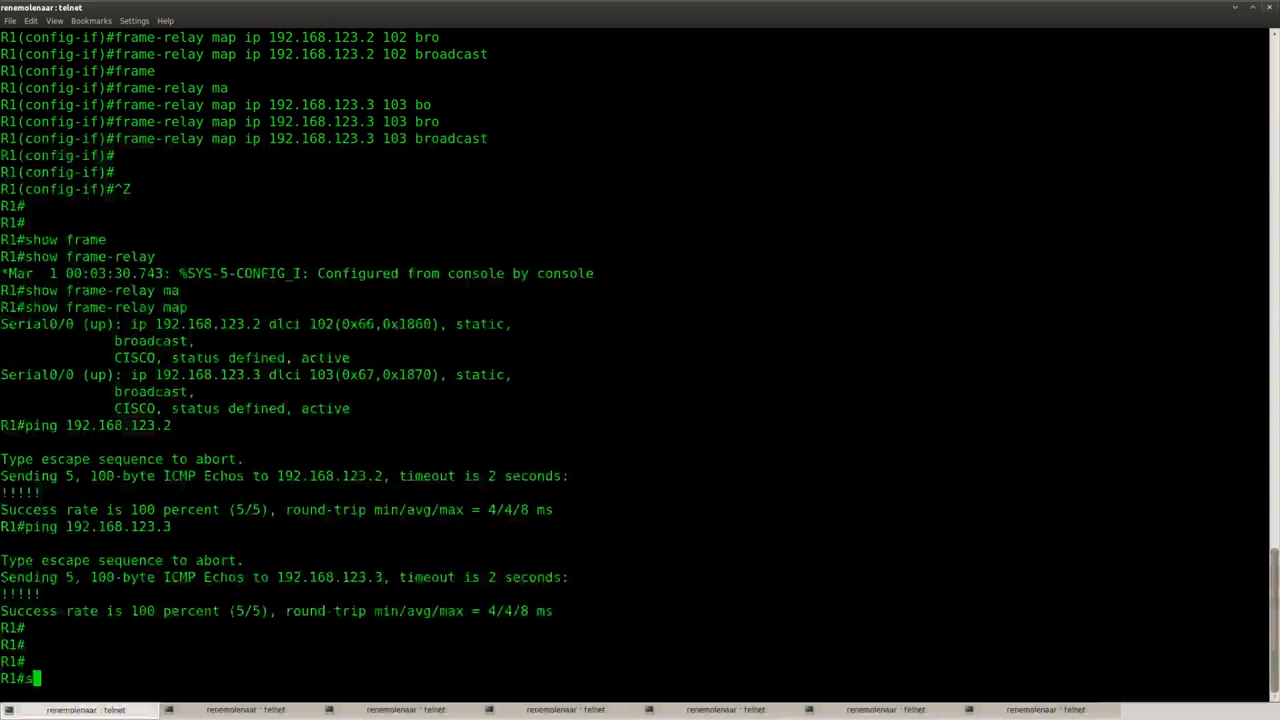 renemolenaar : telnet
File Edit View Bookmarks Settings Help
R1(config-if)#frame-relay map ip 192.168.123.2 102 bro
R1(config-if)#frame-relay map ip 192.168.123.2 102 broadcast
R1(config-if)#frame
R1(config-if)#frame-relay ma
R1(config-if)#frame-relay map ip 192.168.123.3 103 bo
R1(config-if)#frame-relay map ip 192.168.123.3 103 bro
R1(config-if)#frame-relay map ip 192.168.123.3 103 broadcast
R1(config-if)#
R1(config-if)#
R1(config-if)#^Z
R1#
R1#
R1#show frame
R1#show frame-relay
*Mar  1 00:03:30.743: %SYS-5-CONFIG_I: Configured from console by console
R1#show frame-relay ma
R1#show frame-relay map
Serial0/0 (up): ip 192.168.123.2 dlci 102(0x66,0x1860), static,
broadcast,
CISCO, status defined, active
Serial0/0 (up): ip 192.168.123.3 dlci 103(0x67,0x1870), static,
broadcast,
CISCO, status defined, active
R1#ping 192.168.123.2
Type escape sequence to abort.
Sending 5, 100-byte ICMP Echos to 192.168.123.2, timeout is 2 seconds:
!!!!!
Success rate is 100 percent (5/5), round-trip min/avg/max = 4/4/8 ms
R1#ping 192.168.123.3
Type escape sequence to abort.
Sending 5, 100-byte ICMP Echos to 192.168.123.3, timeout is 2 seconds:
!!!!!
Success rate is 100 percent (5/5), round-trip min/avg/max = 4/4/8 ms
R1#
R1#
R1#
R1#s
renemolenaar : telnet renemolenaar : telnet renemolenaar : telnet renemolenaar : telnet renemolenaar : telnet renemolenaar : telnet renemolenaar : telnet